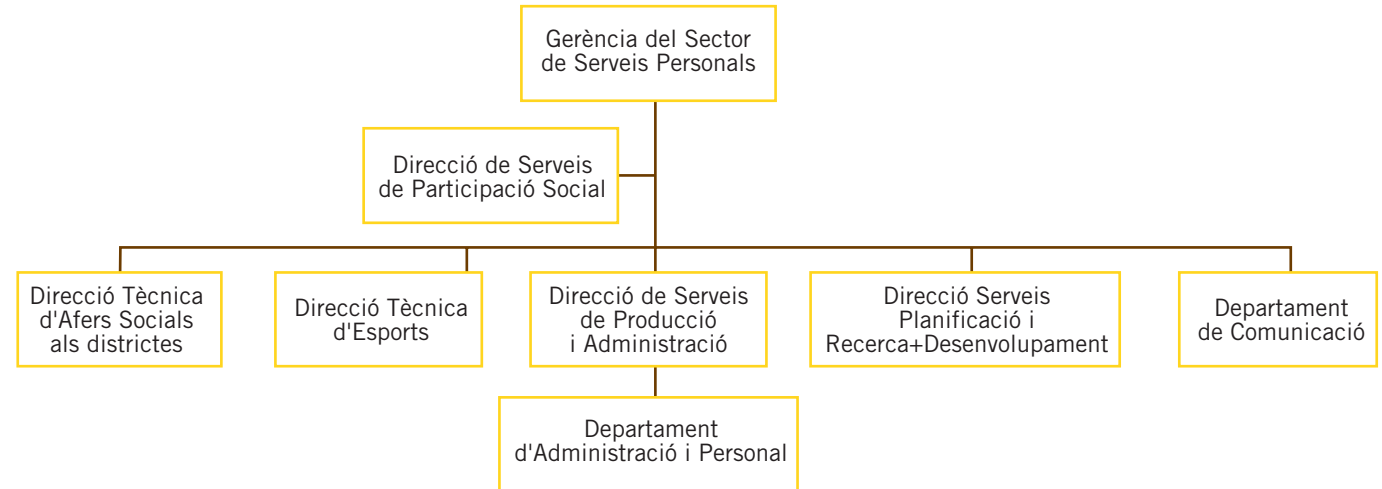 Gerència del Sector
de Serveis Personals
Direcció de Serveis
de Participació Social
Direcció Tècnica
d'Afers Socials
als districtes
Direcció Tècnica
d'Esports
Direcció de Serveis
de Producció
i Administració
Direcció Serveis
Planificació i
Recerca+Desenvolupament
Departament
de Comunicació
Departament
d'Administració i Personal